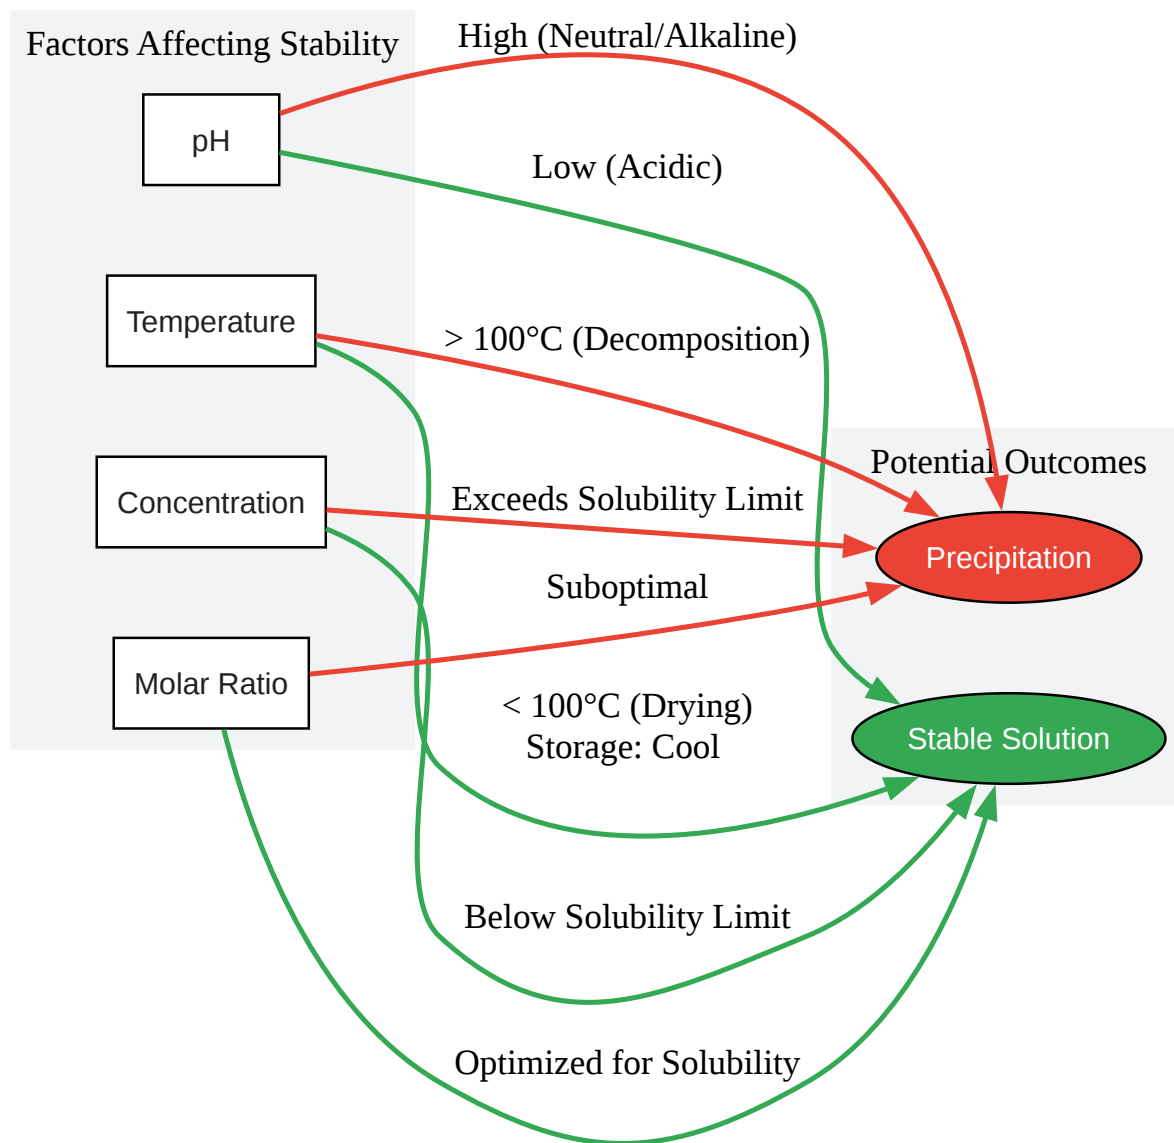 Factors Affecting Stability
High (Neutral/Alkaline)
pH
Low (Acidic)
Temperature
> 100°C (Decomposition)
Potential Outcomes
Concentration
Exceeds Solubility Limit
Precipitation
Suboptimal
Molar Ratio
< 100°C (Drying)
Storage: Cool
Stable Solution
Below Solubility Limit
Optimized for Solubility